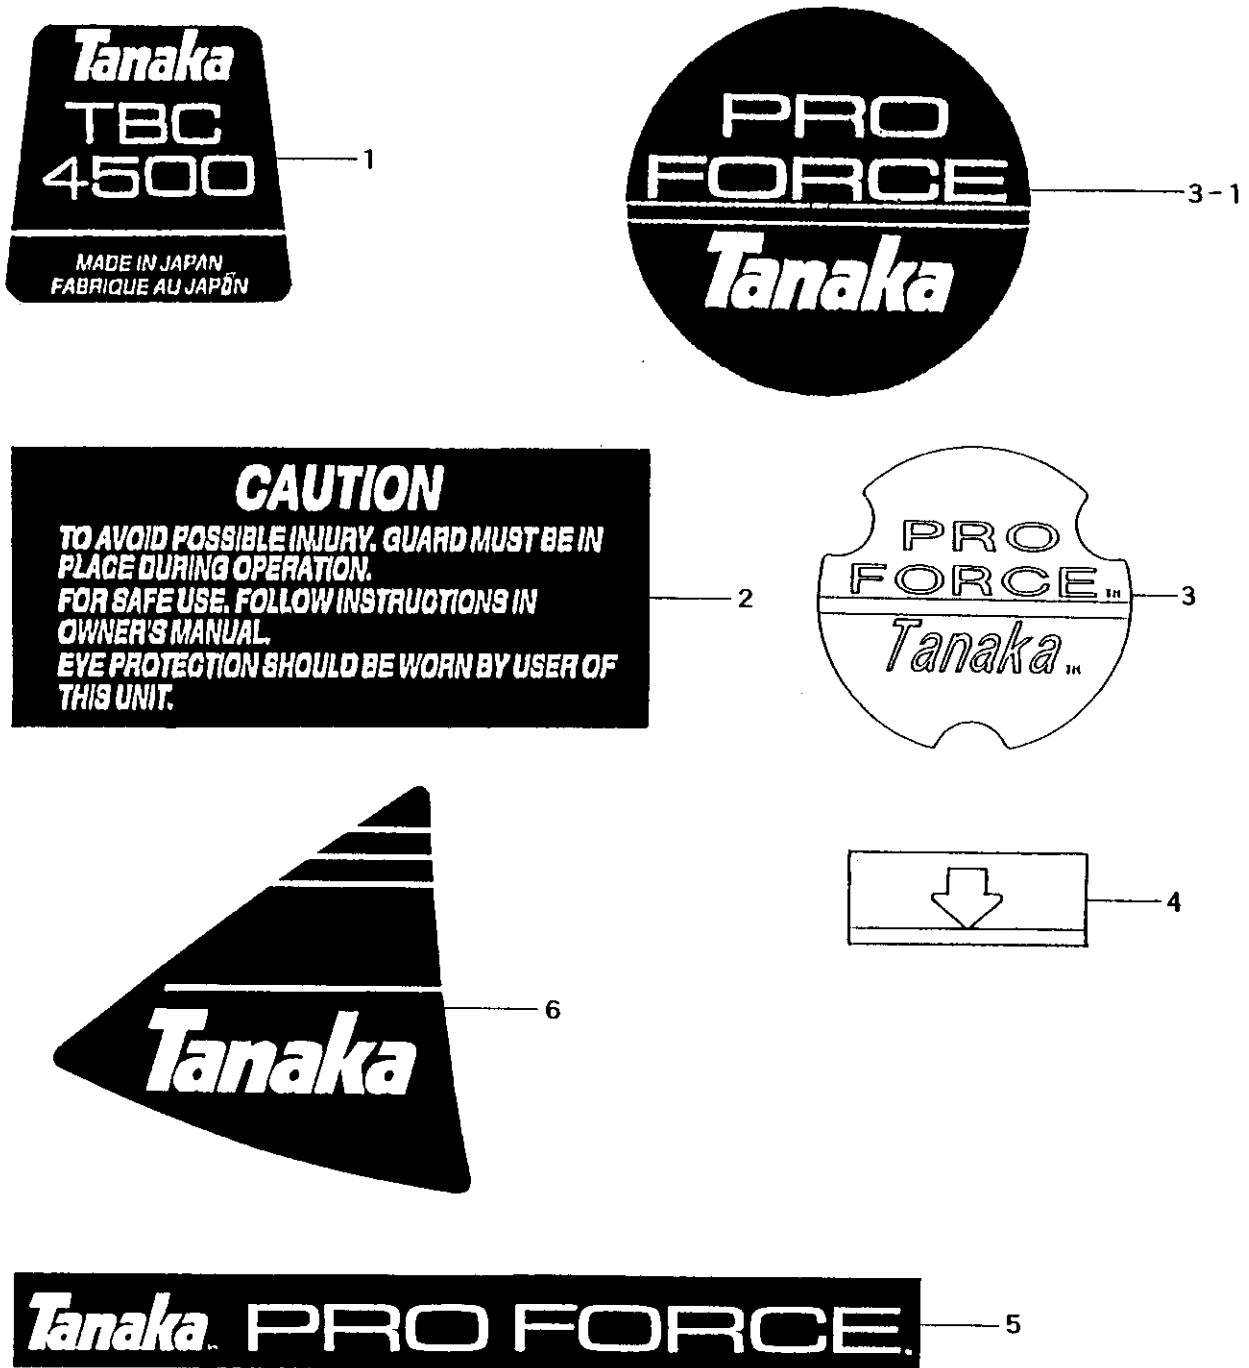 Tanaka
TBC
4500
MADE IN JAPAN
FABRIQUE AU JAPON
1
PRO
FORCE
Tanaka
3-1
CAUTION
TO AVOID POSSIBLE INJURY. GUARD MUST BE IN
PLACE DURING OPERATION.
FOR SAFE USE. FOLLOW INSTRUCTIONS IN
OWNER'S MANUAL.
EYE PROTECTION SHOULD BE WORN BY USER OF
THIS UNIT.
2
PRO
FORCE™
Tanaka™
3
4
Tanaka
6
Tanaka PRO FORCE
5